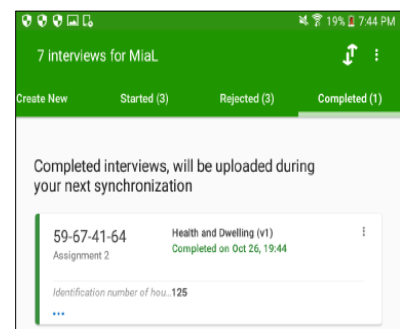 19% 7:44 PM
7 interviews for MiaL
Create New Started (3) Rejected (3) Completed (1)
Completed interviews, will be uploaded during
your next synchronization
59-67-41-64 Health and Dwelling (v1)
Assignment 2 Completed on Oct 26, 19:44
Identification number of hou..125
...